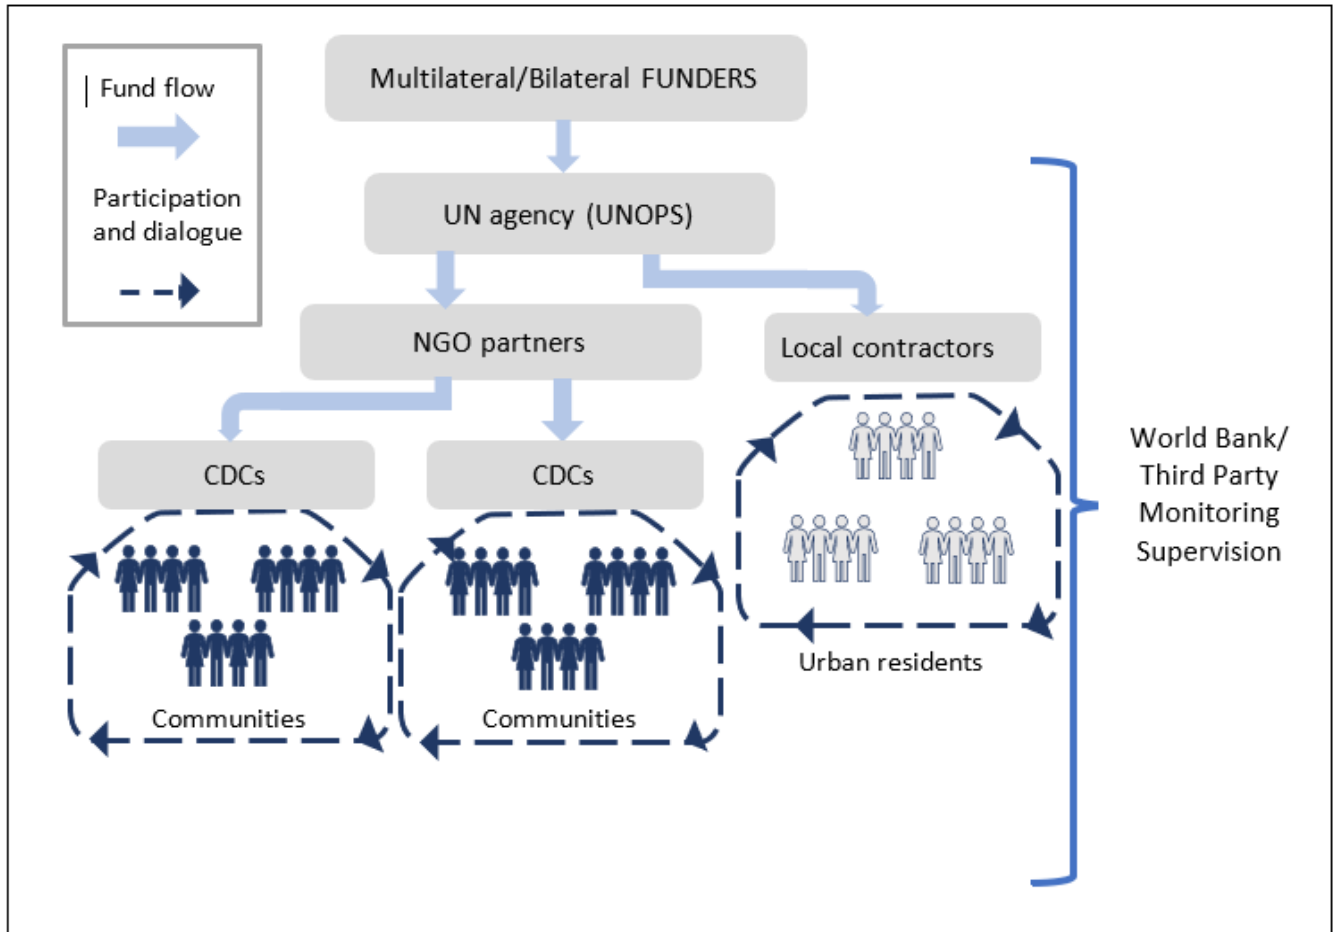 Fund flow
Participation
and dialogue
Multilateral/Bilateral FUNDERS
UN agency (UNOPS)
NGO partners
Local contractors
CDCs
CDCs
Communities
Communities
Urban residents
World Bank/
Third Party
Monitoring
Supervision